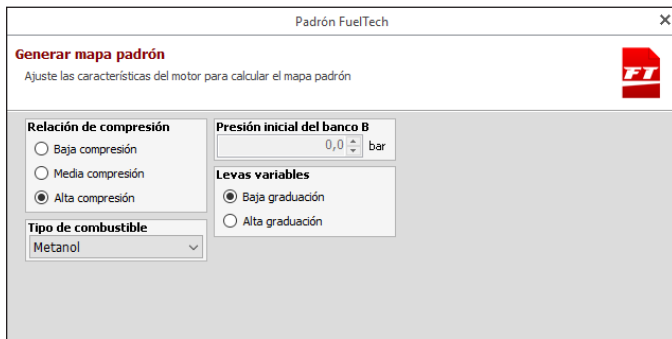 Padrón FuelTech
Generar mapa padrón
Ajuste las características del motor para calcular el mapa padrón
FT
Relación de compresión
Baja compresión
Media compresión
Alta compresión
Tipo de combustible
Metanol
Presión inicial del banco B
0,0 bar
Levas variables
Baja graduación
Alta graduación